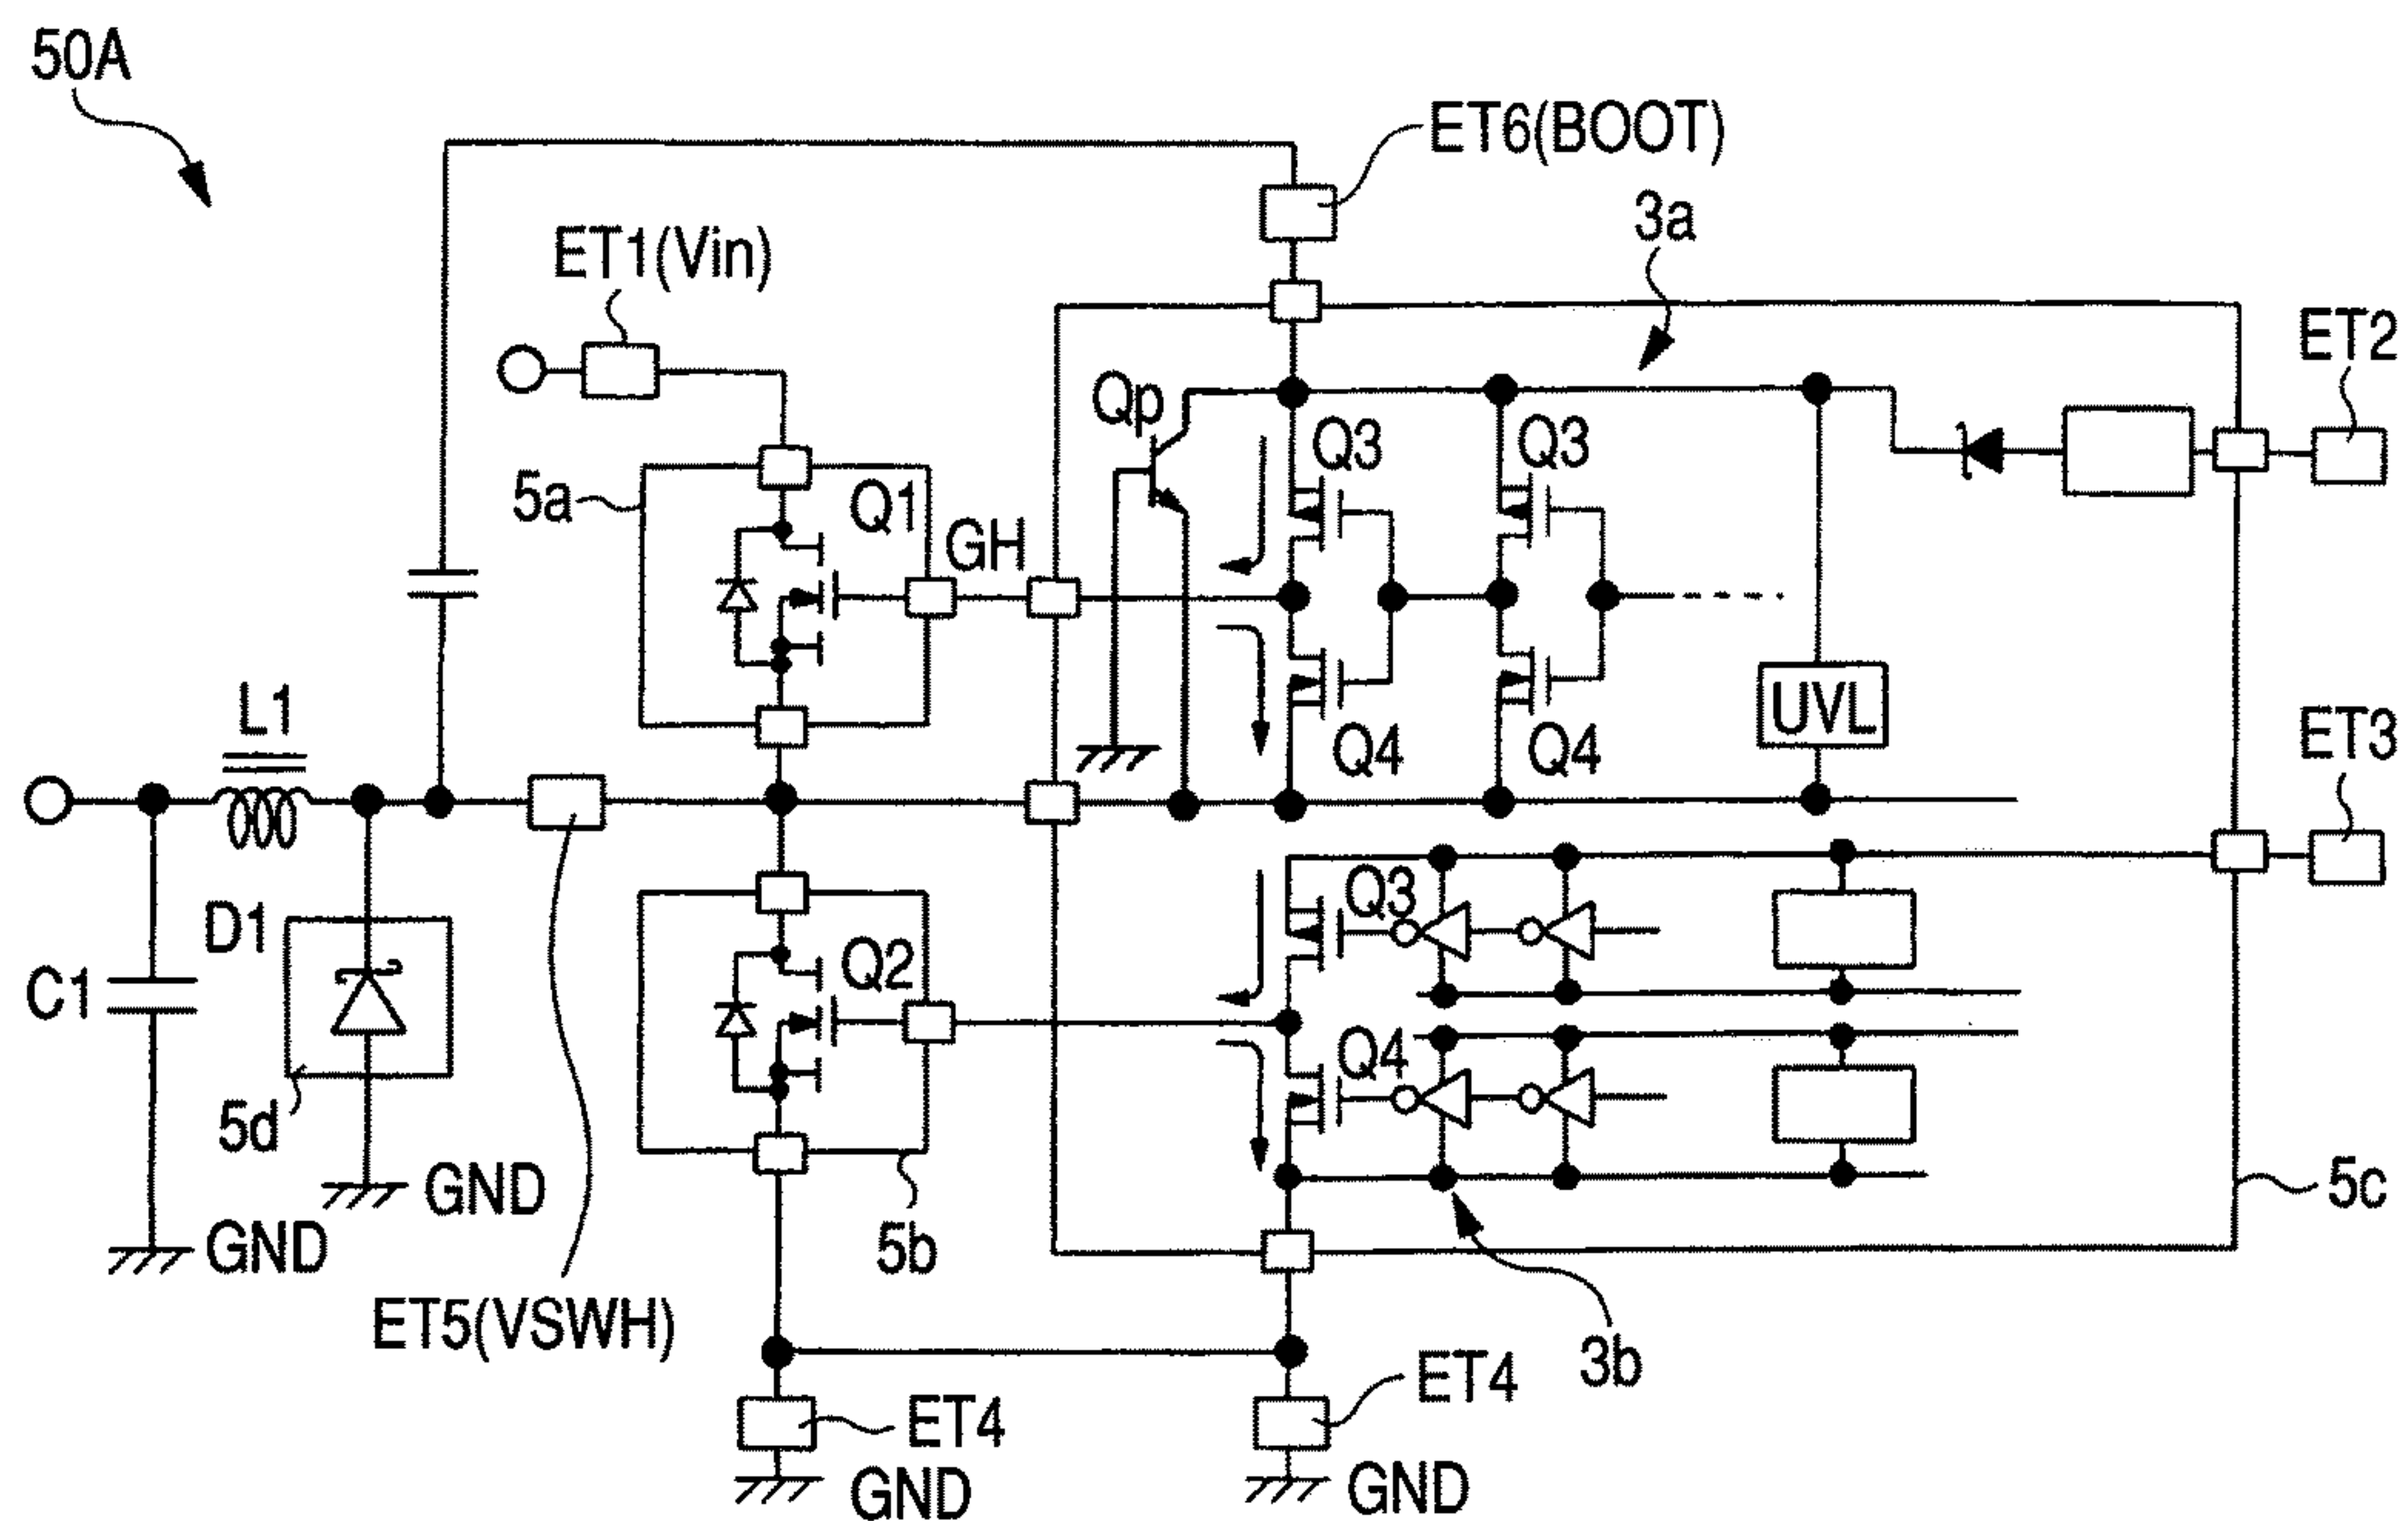 50A
ET6(BOOT)
3a
ET1(Vin)
ET2
Qp
Q3
Q3
5a
Q1
GH
L1
UVL
Q4
Q4
ET3
D1
Q3
C1
Q2
Q4
5d
GND
5c
GND
5b
ET5(VSWH)
3b
ET4
ET4
GND
GND